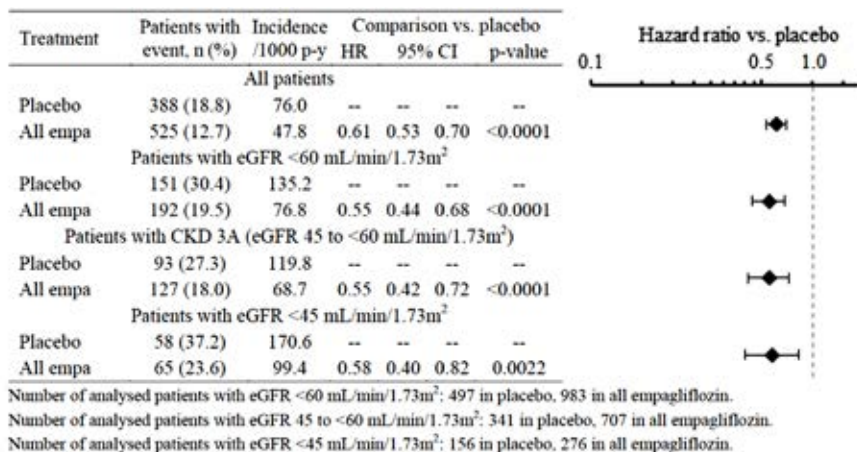 Treatment Patients with event, n (%) Incidence /1000 p-y Comparison vs. placebo HR 95% CI p-value
Hazard ratio vs. placebo
0.1 0.5 1.0
All patients
Placebo 388 (18.8) 76.0 -- -- -- --
All empa 525 (12.7) 47.8 0.61 0.53 0.70 <0.0001
Patients with eGFR <60 mL/min/1.73m²
Placebo 151 (30.4) 135.2 -- -- -- --
All empa 192 (19.5) 76.8 0.55 0.44 0.68 <0.0001
Patients with CKD 3A (eGFR 45 to <60 mL/min/1.73m²)
Placebo 93 (27.3) 119.8 -- -- -- --
All empa 127 (18.0) 68.7 0.55 0.42 0.72 <0.0001
Patients with eGFR <45 mL/min/1.73m²
Placebo 58 (37.2) 170.6 -- -- -- --
All empa 65 (23.6) 99.4 0.58 0.40 0.82 0.0022
Number of analysed patients with eGFR <60 mL/min/1.73m²: 497 in placebo, 983 in all empagliflozin.
Number of analysed patients with eGFR 45 to <60 mL/min/1.73m²: 341 in placebo, 707 in all empagliflozin.
Number of analysed patients with eGFR <45 mL/min/1.73m²: 156 in placebo, 276 in all empagliflozin.